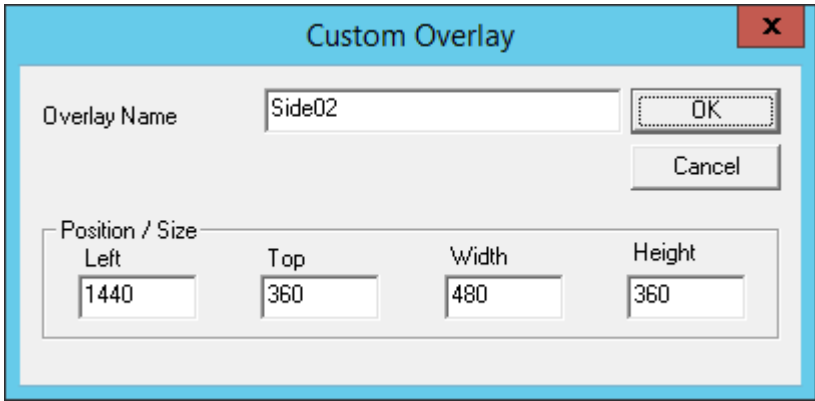 Custom Overlay
x
Overlay Name Side02 OK
Cancel
Position / Size
Left Top Width Height
1440 360 480 360